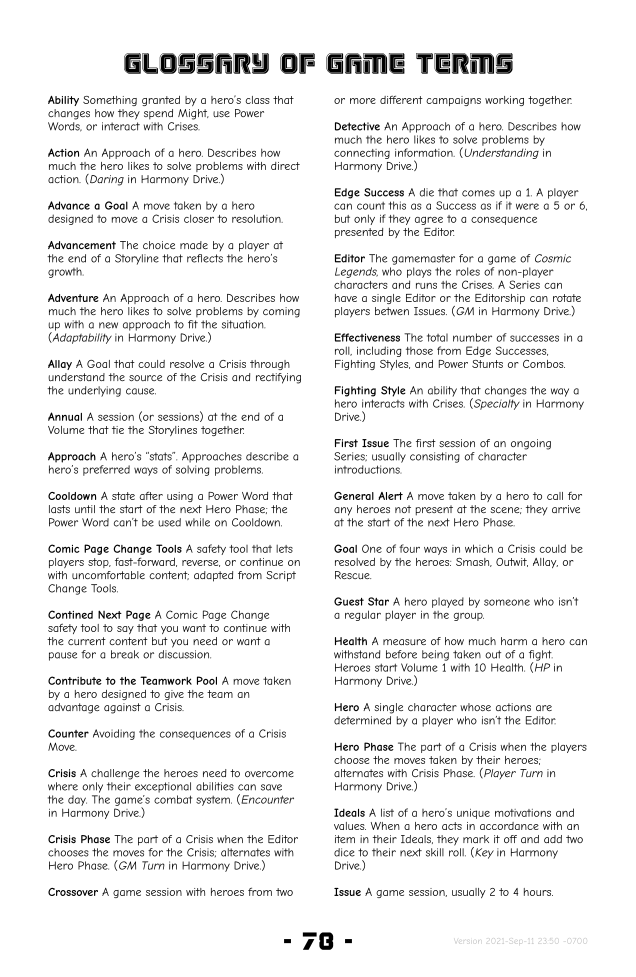 GLOSSARY OF GAME TERMS
Ability Something granted by a hero's class that
changes how they spend Might, use Power
Words, or interact with Crises.
Action An Approach of a hero. Describes how
much the hero likes to solve problems with direct
action. (Daring in Harmony Drive.)
Advance a Goal A move taken by a hero
designed to move a Crisis closer to resolution.
Advancement The choice made by a player at
the end of a Storyline that reflects the hero's
growth.
Adventure An Approach of a hero. Describes how
much the hero likes to solve problems by coming
up with a new approach to fit the situation.
(Adaptability in Harmony Drive.)
Allay A Goal that could resolve a Crisis through
understand the source of the Crisis and rectifying
the underlying cause.
Annual A session (or sessions) at the end of a
Volume that tie the Storylines together.
Approach A hero's "stats". Approaches describe a
hero's preferred ways of solving problems.
Cooldown A state after using a Power Word that
lasts until the start of the next Hero Phase; the
Power Word can't be used while on Cooldown.
Comic Page Change Tools A safety tool that lets
players stop, fast-forward, reverse, or continue on
with uncomfortable content; adapted from Script
Change Tools.
Contined Next Page A Comic Page Change
safety tool to say that you want to continue with
the current content but you need or want a
pause for a break or discussion.
Contribute to the Teamwork Pool A move taken
by a hero designed to give the team an
advantage against a Crisis.
Counter Avoiding the consequences of a Crisis
Move.
Crisis A challenge the heroes need to overcome
where only their exceptional abilities can save
the day. The game's combat system. (Encounter
in Harmony Drive.)
Crisis Phase The part of a Crisis when the Editor
chooses the moves for the Crisis; alternates with
Hero Phase. (GM Turn in Harmony Drive.)
Crossover A game session with heroes from two
or more different campaigns working together.
Detective An Approach of a hero. Describes how
much the hero likes to solve problems by
connecting information. (Understanding in
Harmony Drive.)
Edge Success A die that comes up a 1. A player
can count this as a Success as if it were a 5 or 6,
but only if they agree to a consequence
presented by the Editor.
Editor The gamemaster for a game of Cosmic
Legends, who plays the roles of non-player
characters and runs the Crises. A Series can
have a single Editor or the Editorship can rotate
players betwen Issues. (GM in Harmony Drive.)
Effectiveness The total number of successes in a
roll, including those from Edge Successes,
Fighting Styles, and Power Stunts or Combos.
Fighting Style An ability that changes the way a
hero interacts with Crises. (Specialty in Harmony
Drive.)
First Issue The first session of an ongoing
Series; usually consisting of character
introductions.
General Alert A move taken by a hero to call for
any heroes not present at the scene; they arrive
at the start of the next Hero Phase.
Goal One of four ways in which a Crisis could be
resolved by the heroes: Smash, Outwit, Allay, or
Rescue.
Guest Star A hero played by someone who isn't
a regular player in the group.
Health A measure of how much harm a hero can
withstand before being taken out of a fight.
Heroes start Volume 1 with 10 Health. (HP in
Harmony Drive.)
Hero A single character whose actions are
determined by a player who isn't the Editor.
Hero Phase The part of a Crisis when the players
choose the moves taken by their heroes;
alternates with Crisis Phase. (Player Turn in
Harmony Drive.)
Ideals A list of a hero's unique motivations and
values. When a hero acts in accordance with an
item in their Ideals, they mark it off and add two
dice to their next skill roll. (Key in Harmony
Drive.)
Issue A game session, usually 2 to 4 hours.
- 78 -
Version 2021-Sep-11 23:50 -0700